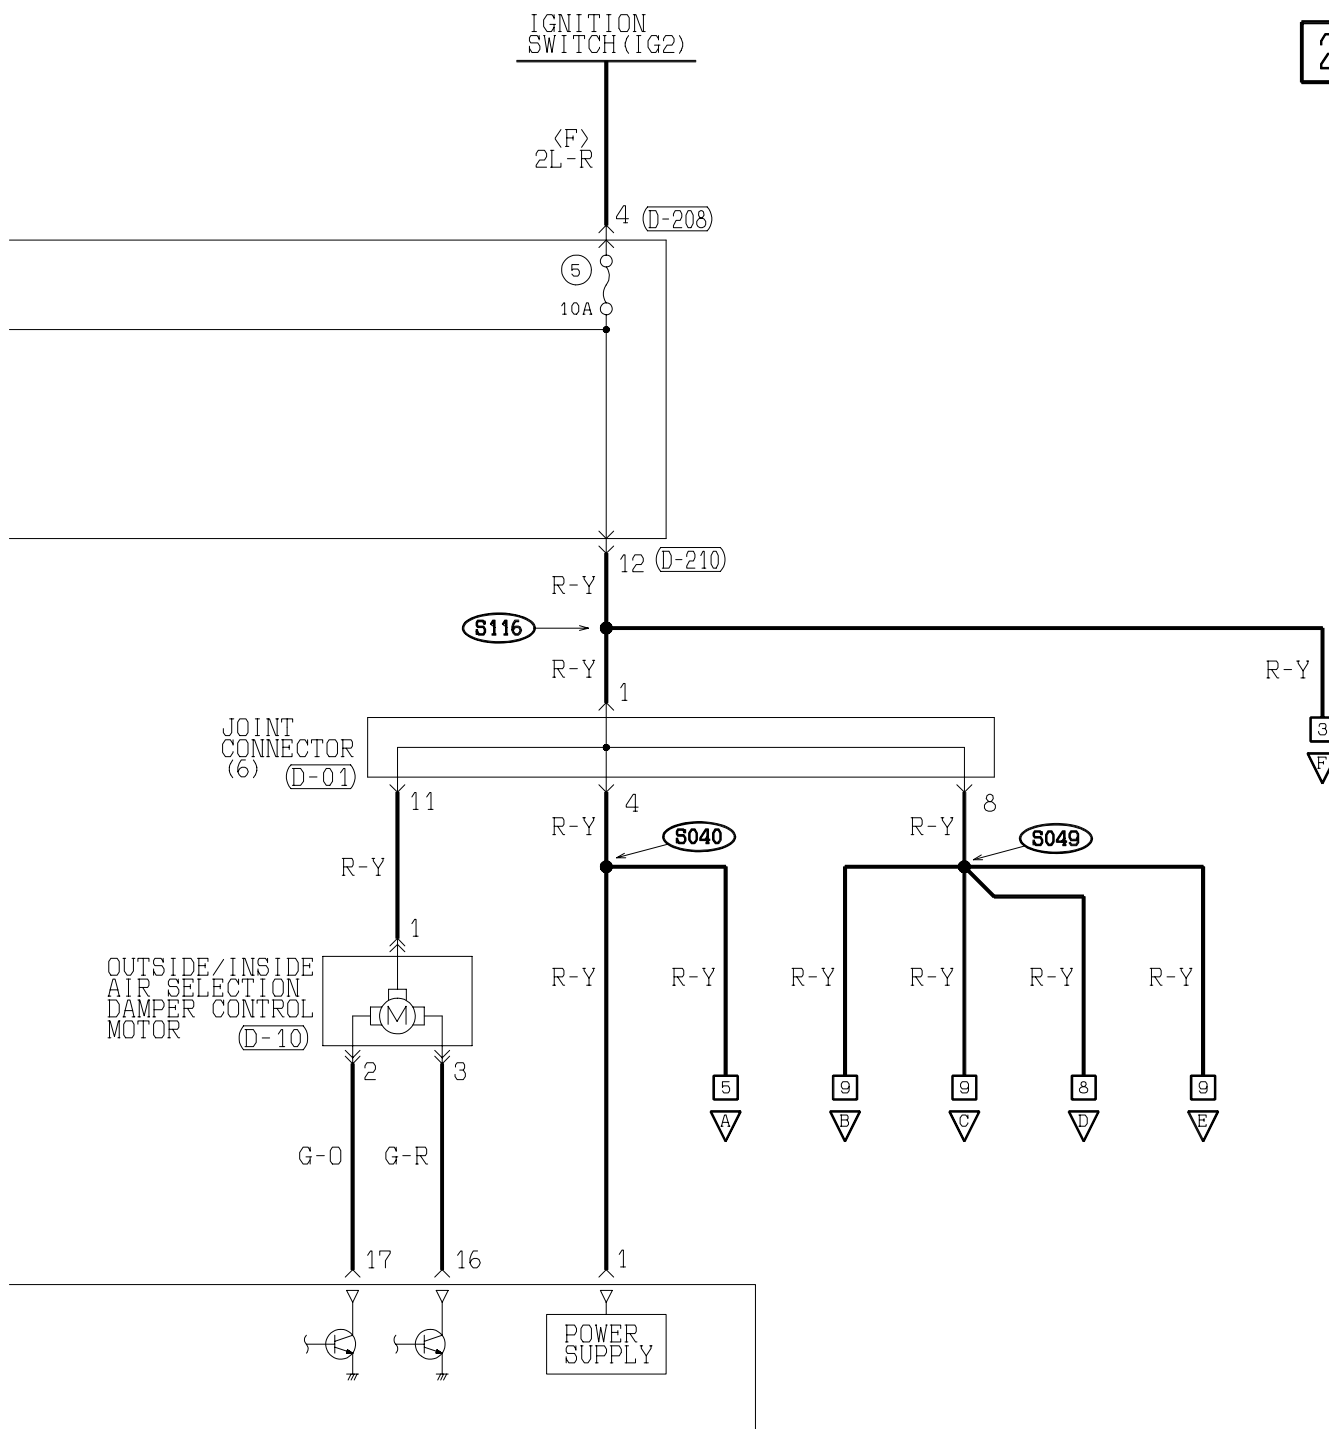 IGNITION
SWITCH(IG2)
2
<F>
2L-R
4 (D-208)
5
10A
12 (D-210)
R-Y
S116
R-Y
R-Y
1
3
F
JOINT
CONNECTOR
(6) (D-01)
11
4
8
R-Y
R-Y
S040
S049
R-Y
1
OUTSIDE/INSIDE
AIR SELECTION
DAMPER CONTROL
MOTOR (D-10)
M
R-Y
R-Y
R-Y
R-Y
R-Y
R-Y
2
3
5
9
9
8
9
A
B
C
D
E
G-O
G-R
17
16
1
POWER
SUPPLY